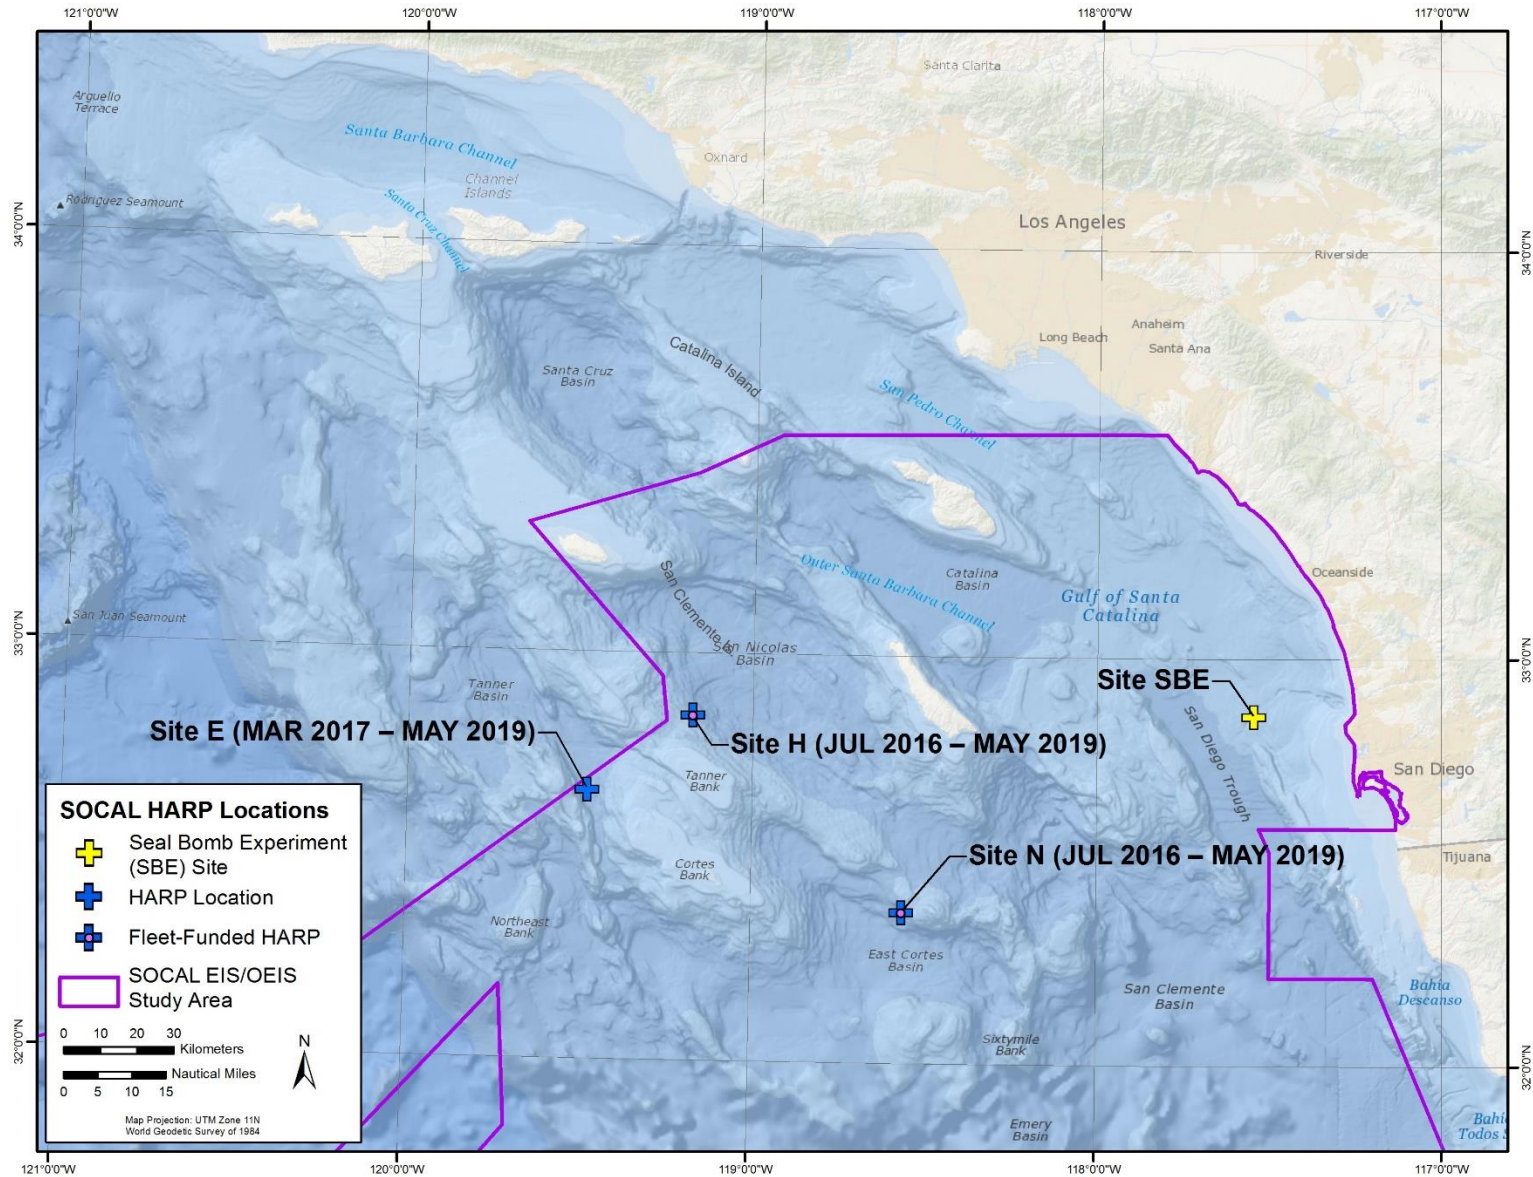 121°0'0"W
120°0'0"W
119°0'0"W
118°0'0"W
117°0'0"W
Santa Clarita
Arguello
Terrace
Santa Barbara Channel
Oxnard
Channel
Islands
Rodriguez Seamount
Santa Cruz Channel
34°0'0"N
34°0'0"N
Los Angeles
Riverside
Long Beach
Anaheim
Santa Ana
Catalina Island
Santa Cruz
Basin
San Pedro Channel
Outer Santa Barbara Channel
Catalina
Basin
Oceanside
Gulf of Santa
Catalina
San Clemente Is
San Juan Seamount
33°0'0"N
33°0'0"N
San Nicolas
Basin
Tanner
Basin
Site SBE
San Diego Trough
Site E (MAR 2017 – MAY 2019)
Site H (JUL 2016 – MAY 2019)
San Diego
Tanner
Bank
Site N (JUL 2016 – MAY 2019)
Tijuana
Cortes
Bank
Northeast
Bank
East Cortes
Basin
San Clemente
Basin
Bahía
Descanso
Sixtymile
Bank
32°0'0"N
32°0'0"N
Emery
Basin
Bahí
Todos S
SOCAL HARP Locations
Seal Bomb Experiment
(SBE) Site
HARP Location
Fleet-Funded HARP
SOCAL EIS/OEIS
Study Area
0 10 20 30
Kilometers
Nautical Miles
0 5 10 15
N
Map Projection: UTM Zone 11N
World Geodetic Survey of 1984
121°0'0"W
120°0'0"W
119°0'0"W
118°0'0"W
117°0'0"W